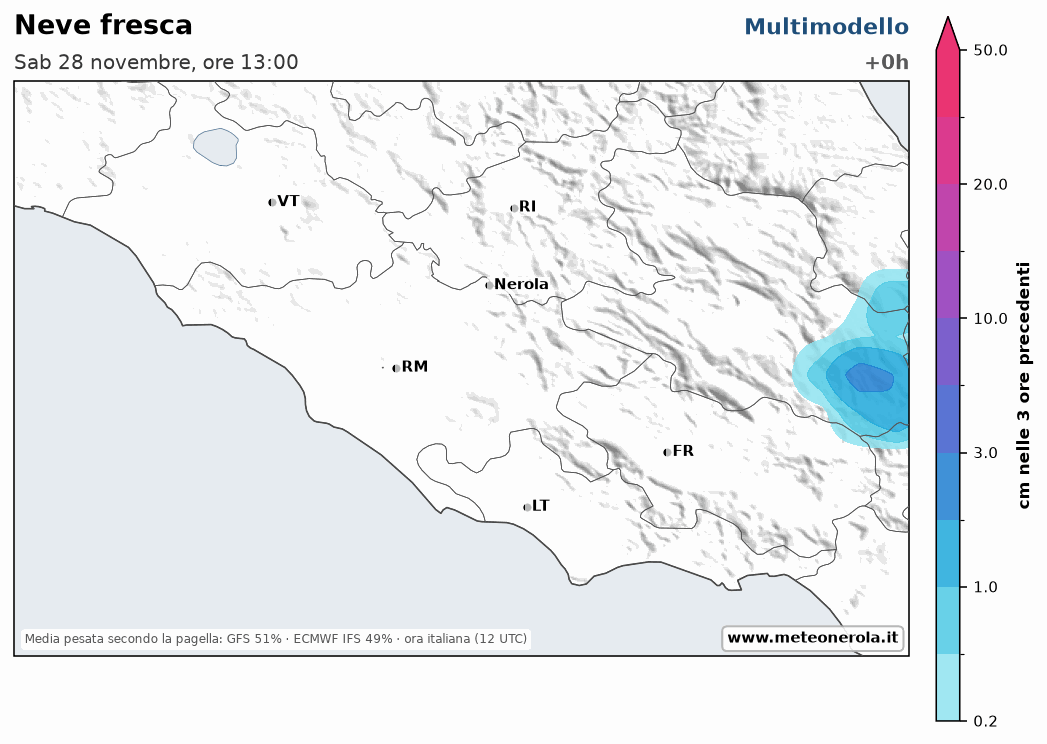 Neve fresca
Multimodello
Sab 28 novembre, ore 13:00
+0h
VT
RI
Nerola
RM
FR
LT
Media pesata secondo la pagella: GFS 51% · ECMWF IFS 49% · ora italiana (12 UTC)
www.meteonerola.it
50.0
20.0
10.0
3.0
1.0
0.2
cm nelle 3 ore precedenti